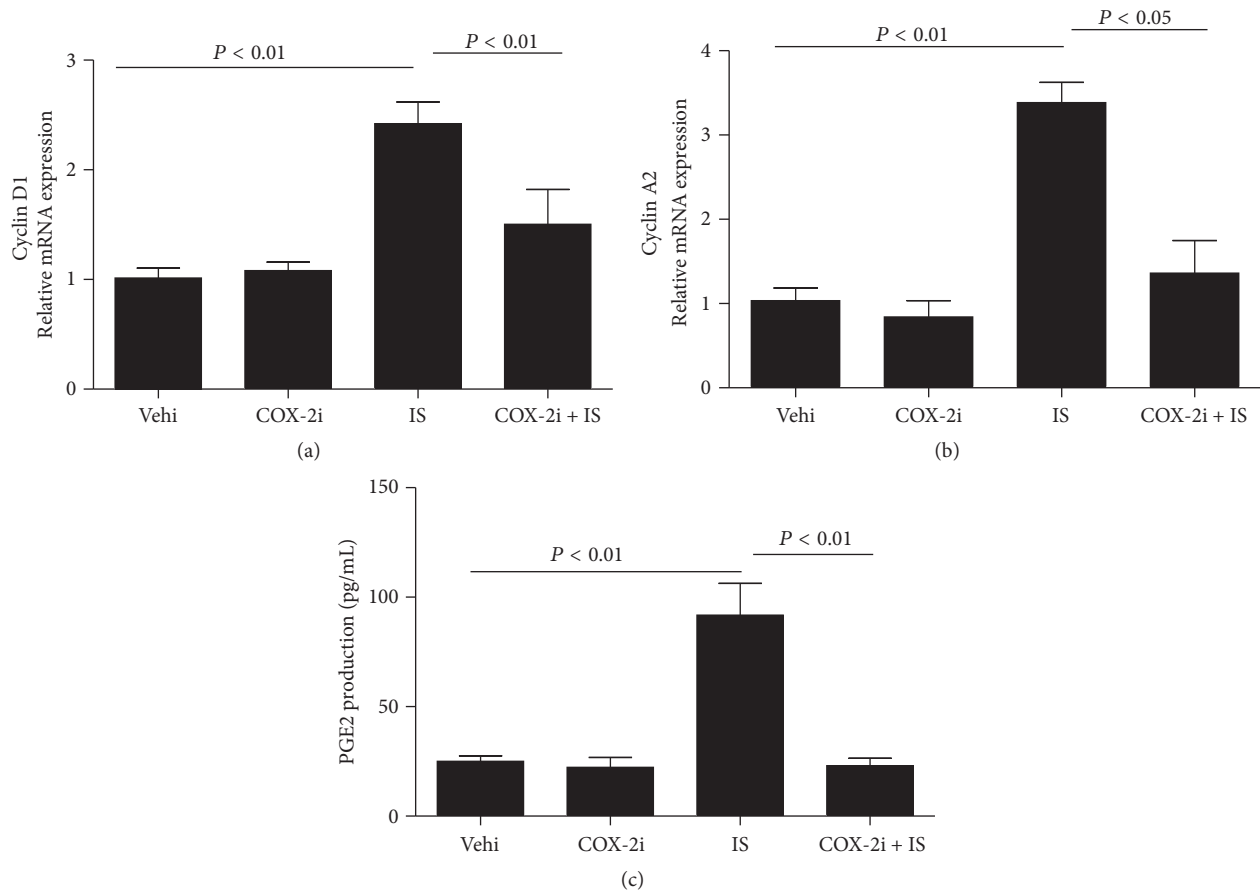 Cyclin D1
Relative mRNA expression
3
2
1
0
P < 0.01
P < 0.01
Vehi COX-2i IS COX-2i + IS
(a)
Cyclin A2
Relative mRNA expression
4
3
2
1
0
P < 0.01
P < 0.05
Vehi COX-2i IS COX-2i + IS
(b)
PGE2 production (pg/mL)
150
100
50
0
P < 0.01
P < 0.01
Vehi COX-2i IS COX-2i + IS
(c)